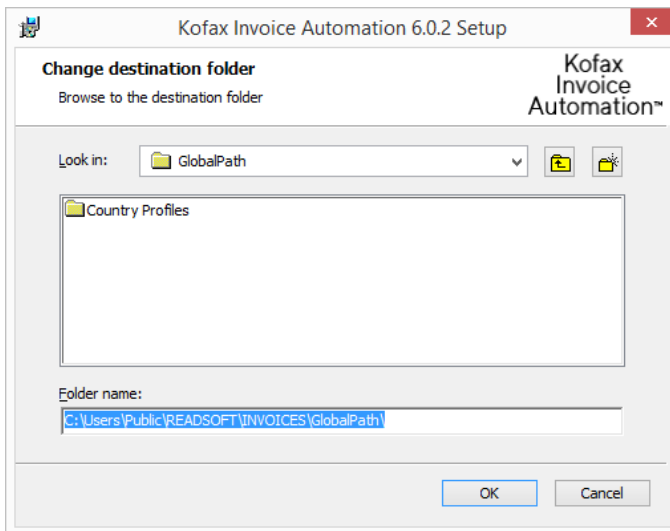 Kofax Invoice Automation 6.0.2 Setup
Change destination folder
Browse to the destination folder
Kofax
Invoice
Automation™
Look in:
GlobalPath
Country Profiles
Folder name:
C:\Users\Public\READSOFT\INVOICES\GlobalPath\
OK
Cancel